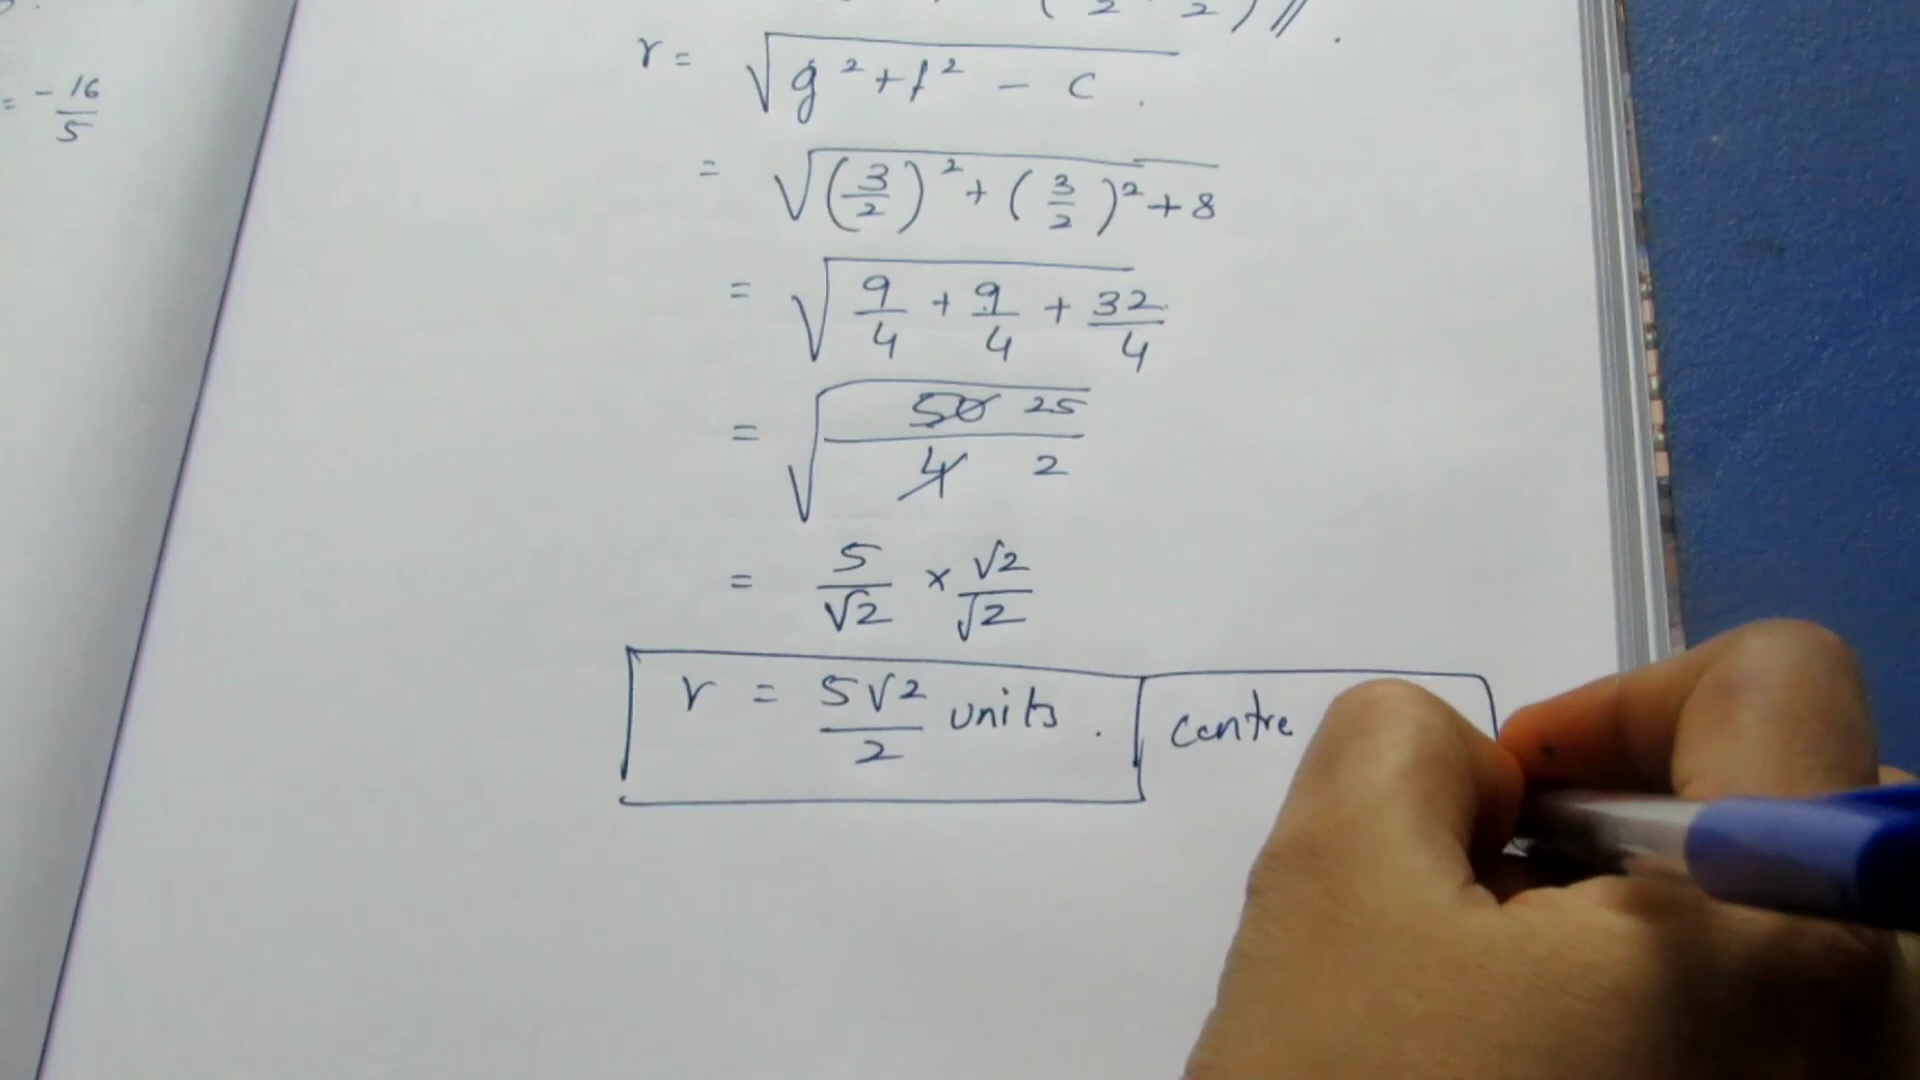 = -16/5
r = √(g² + f² - c) .
= √((3/2)² + (3/2)² + 8)
= √(9/4 + 9/4 + 32/4)
= √(50/4 25/2)
= 5/√2 × √2/√2
r = 5√2/2 units . centre